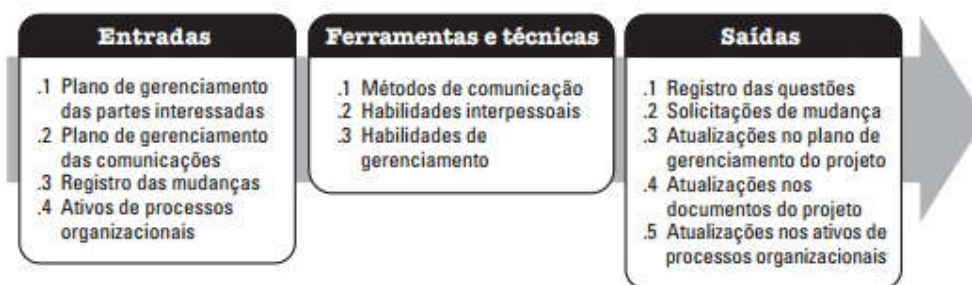 Entradas
.1 Plano de gerenciamento
das partes interessadas
.2 Plano de gerenciamento
das comunicações
.3 Registro das mudanças
.4 Ativos de processos
organizacionais
Ferramentas e técnicas
.1 Métodos de comunicação
.2 Habilidades interpessoais
.3 Habilidades de
gerenciamento
Saídas
.1 Registro das questões
.2 Solicitações de mudança
.3 Atualizações no plano de
gerenciamento do projeto
.4 Atualizações nos
documentos do projeto
.5 Atualizações nos ativos de
processos organizacionais